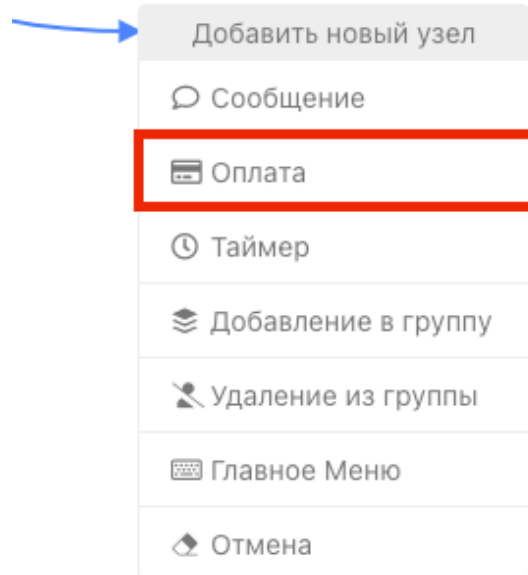 Добавить новый узел
Сообщение
Оплата
Таймер
Добавление в группу
Удаление из группы
Главное Меню
Отмена